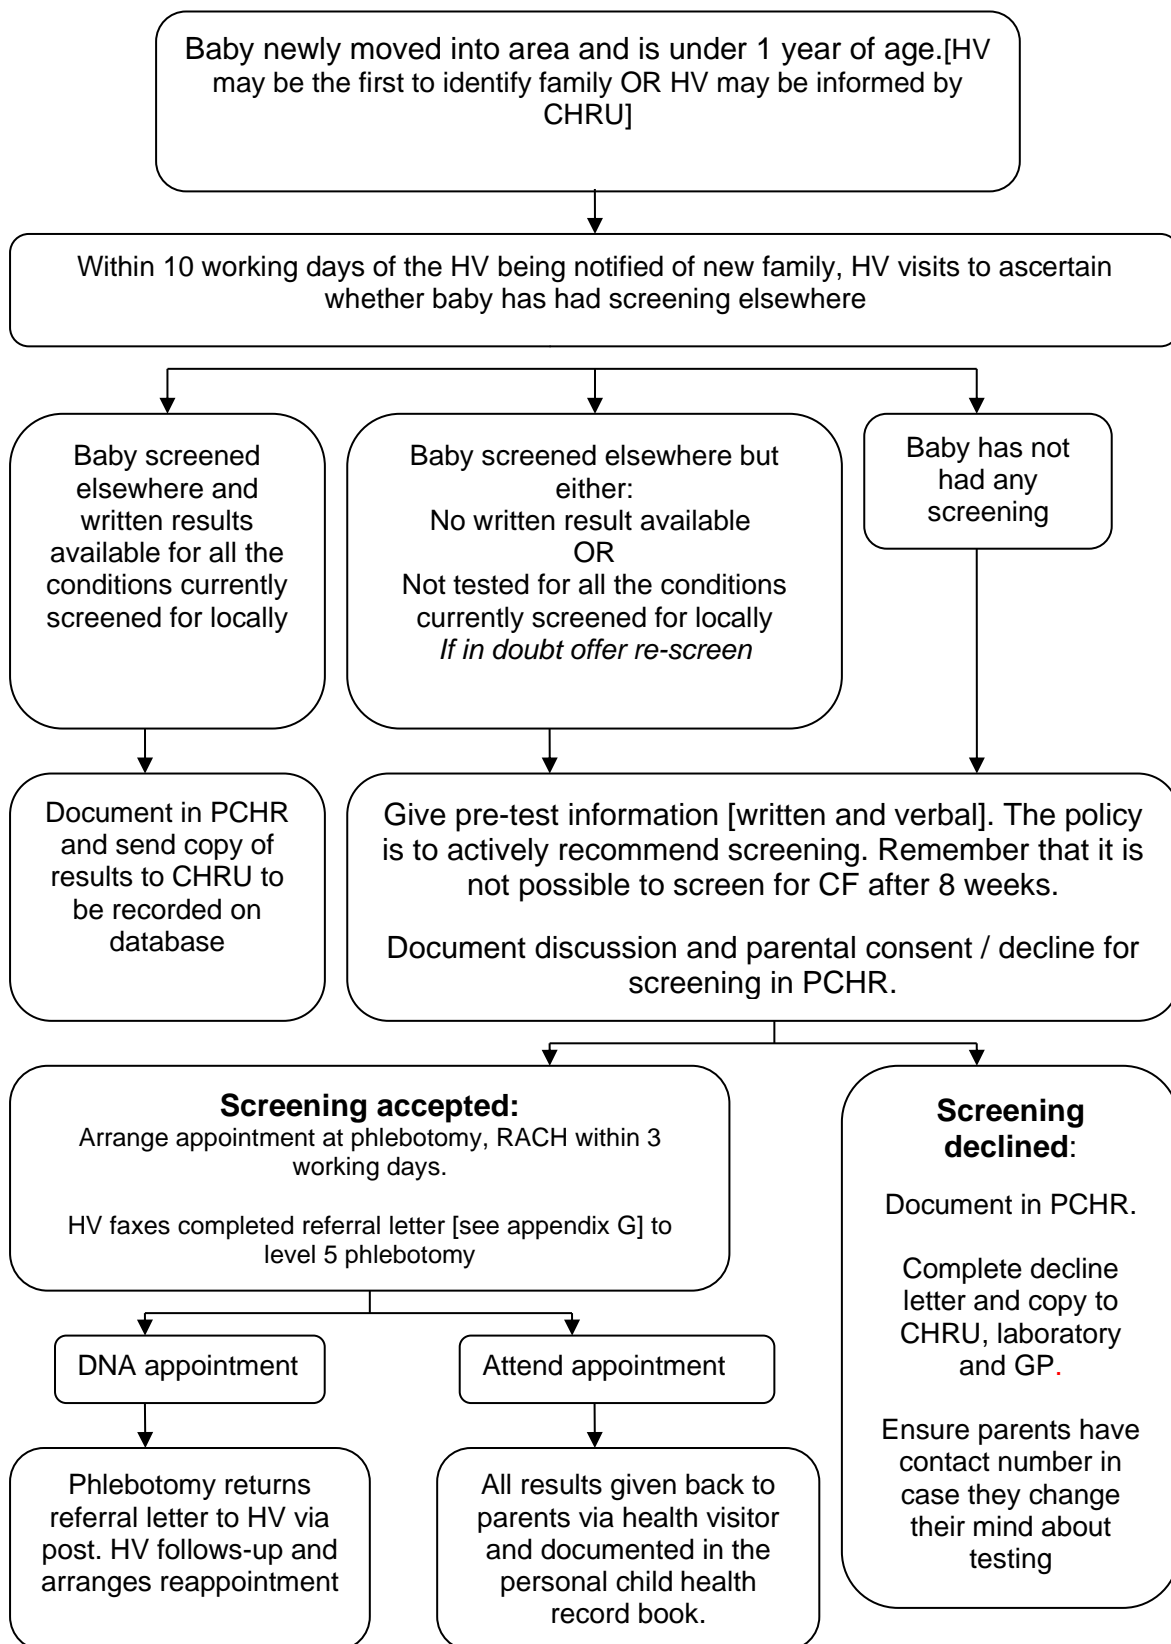 Baby newly moved into area and is under 1 year of age.[HV
may be the first to identify family OR HV may be informed by
CHRU]
Within 10 working days of the HV being notified of new family, HV visits to ascertain
whether baby has had screening elsewhere
Baby screened
elsewhere and
written results
available for all the
conditions currently
screened for locally
Baby screened elsewhere but
either:
No written result available
OR
Not tested for all the conditions
currently screened for locally
If in doubt offer re-screen
Baby has not
had any
screening
Document in PCHR
and send copy of
results to CHRU to
be recorded on
database
Give pre-test information [written and verbal]. The policy
is to actively recommend screening. Remember that it is
not possible to screen for CF after 8 weeks.
Document discussion and parental consent / decline for
screening in PCHR.
Screening accepted:
Arrange appointment at phlebotomy, RACH within 3
working days.
HV faxes completed referral letter [see appendix G] to
level 5 phlebotomy
Screening
declined:
Document in PCHR.
Complete decline
letter and copy to
CHRU, laboratory
and GP.
Ensure parents have
contact number in
case they change
their mind about
testing
DNA appointment
Attend appointment
Phlebotomy returns
referral letter to HV via
post. HV follows-up and
arranges reappointment
All results given back to
parents via health visitor
and documented in the
personal child health
record book.